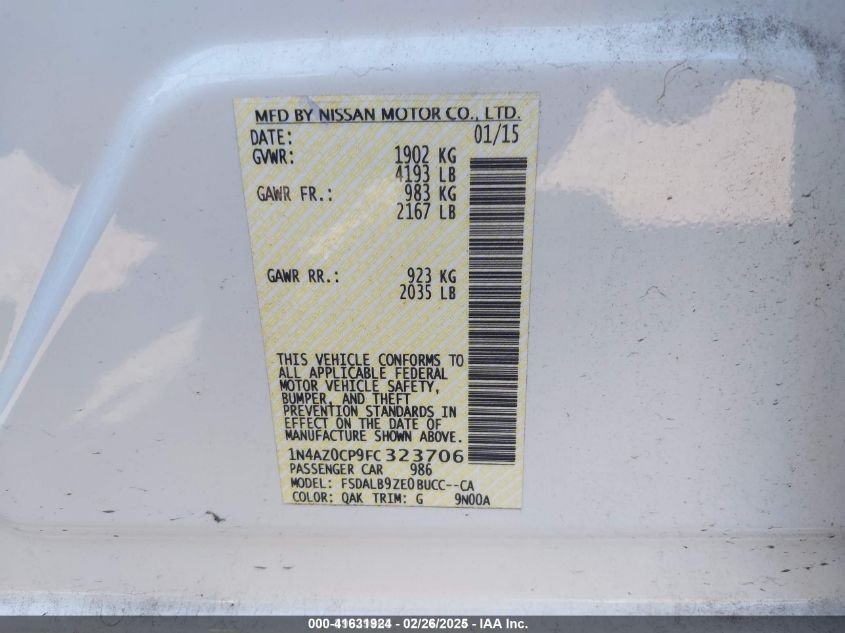 MFD BY NISSAN MOTOR CO., LTD.
DATE: 01/15
GVWR: 1902 KG
4193 LB
GAWR FR.: 983 KG
2167 LB
GAWR RR.: 923 KG
2035 LB
THIS VEHICLE CONFORMS TO
ALL APPLICABLE FEDERAL
MOTOR VEHICLE SAFETY,
BUMPER, AND THEFT
PREVENTION STANDARDS IN
EFFECT ON THE DATE OF
MANUFACTURE SHOWN ABOVE.
1N4AZ0CP9FC323706
PASSENGER CAR 986
MODEL: FSDALB9ZE0BUCC--CA
COLOR: QAK TRIM: G 9N00A
000-41631924 - 02/26/2025 - IAA Inc.